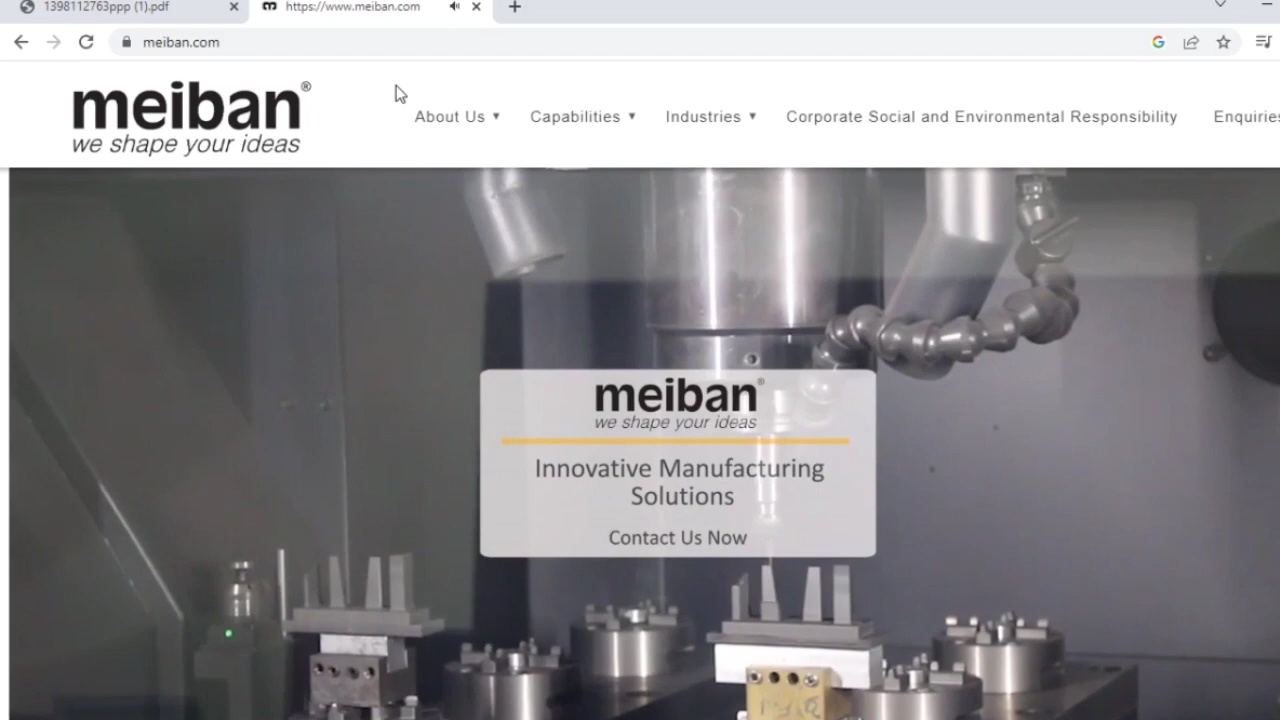 1398112763ppp (1).pdf
https://www.meiban.com
meiban.com
meiban®
we shape your ideas
About Us ▼
Capabilities ▼
Industries ▼
Corporate Social and Environmental Responsibility
Enquiries
meiban®
we shape your ideas
Innovative Manufacturing
Solutions
Contact Us Now